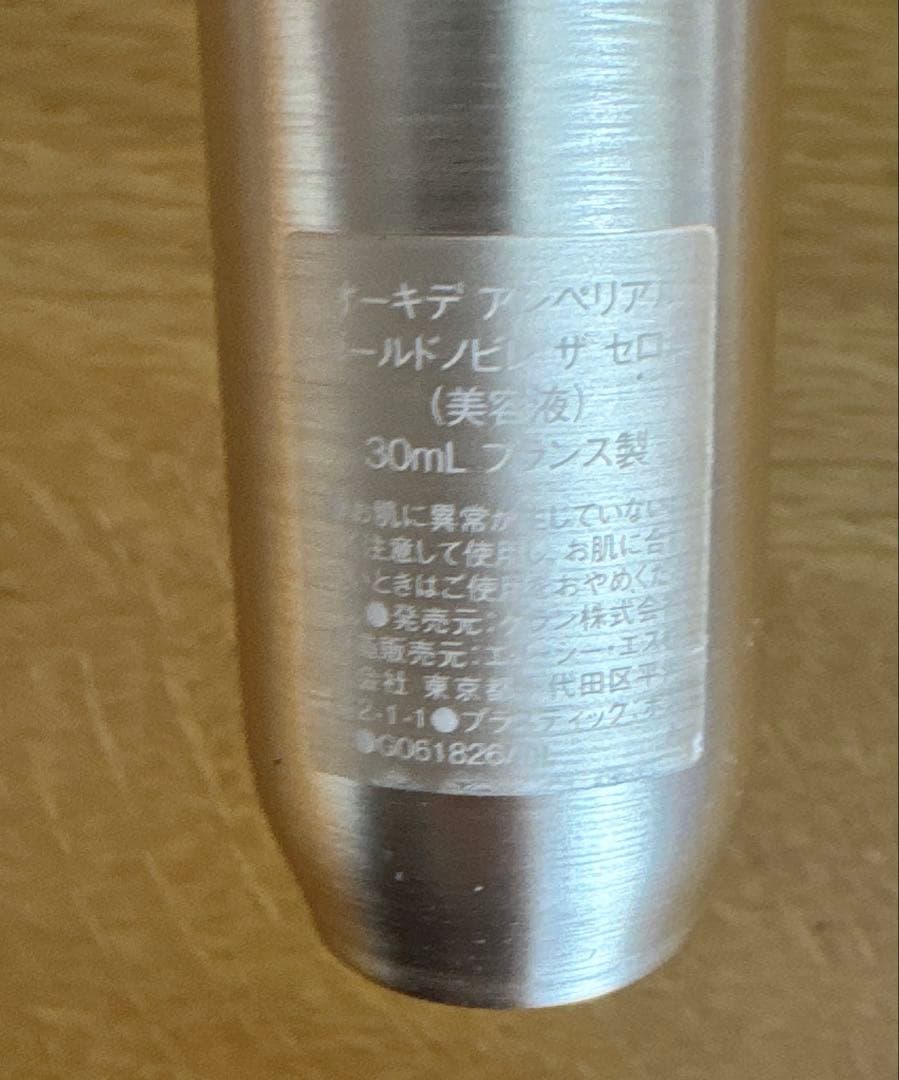 ーキデ アンペリア
ールド ノビレ ザ セロ
(美容液)
30mL フランス製
お肌に異常が生じていない
注意して使用し、お肌に合
いときはご使用をおやめくだ
●発売元:ゲラン株式会
販売元:エ シー・エス
会社 東京都千代田区平
2-1-1●プラスティック
●G061826